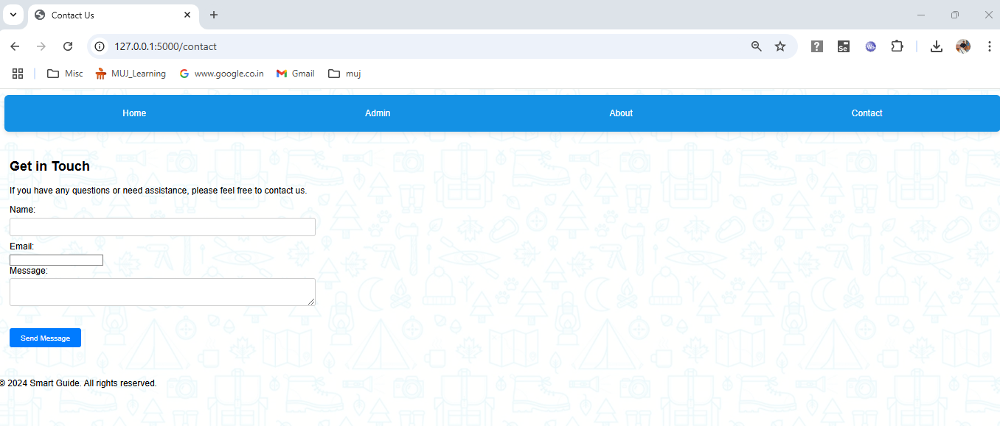 Contact Us
127.0.0.1:5000/contact
Se
Ws
Misc MUJ_Learning www.google.co.in Gmail muj
Home Admin About Contact
Get in Touch
If you have any questions or need assistance, please feel free to contact us.
Name:
Email:
Message:
Send Message
© 2024 Smart Guide. All rights reserved.